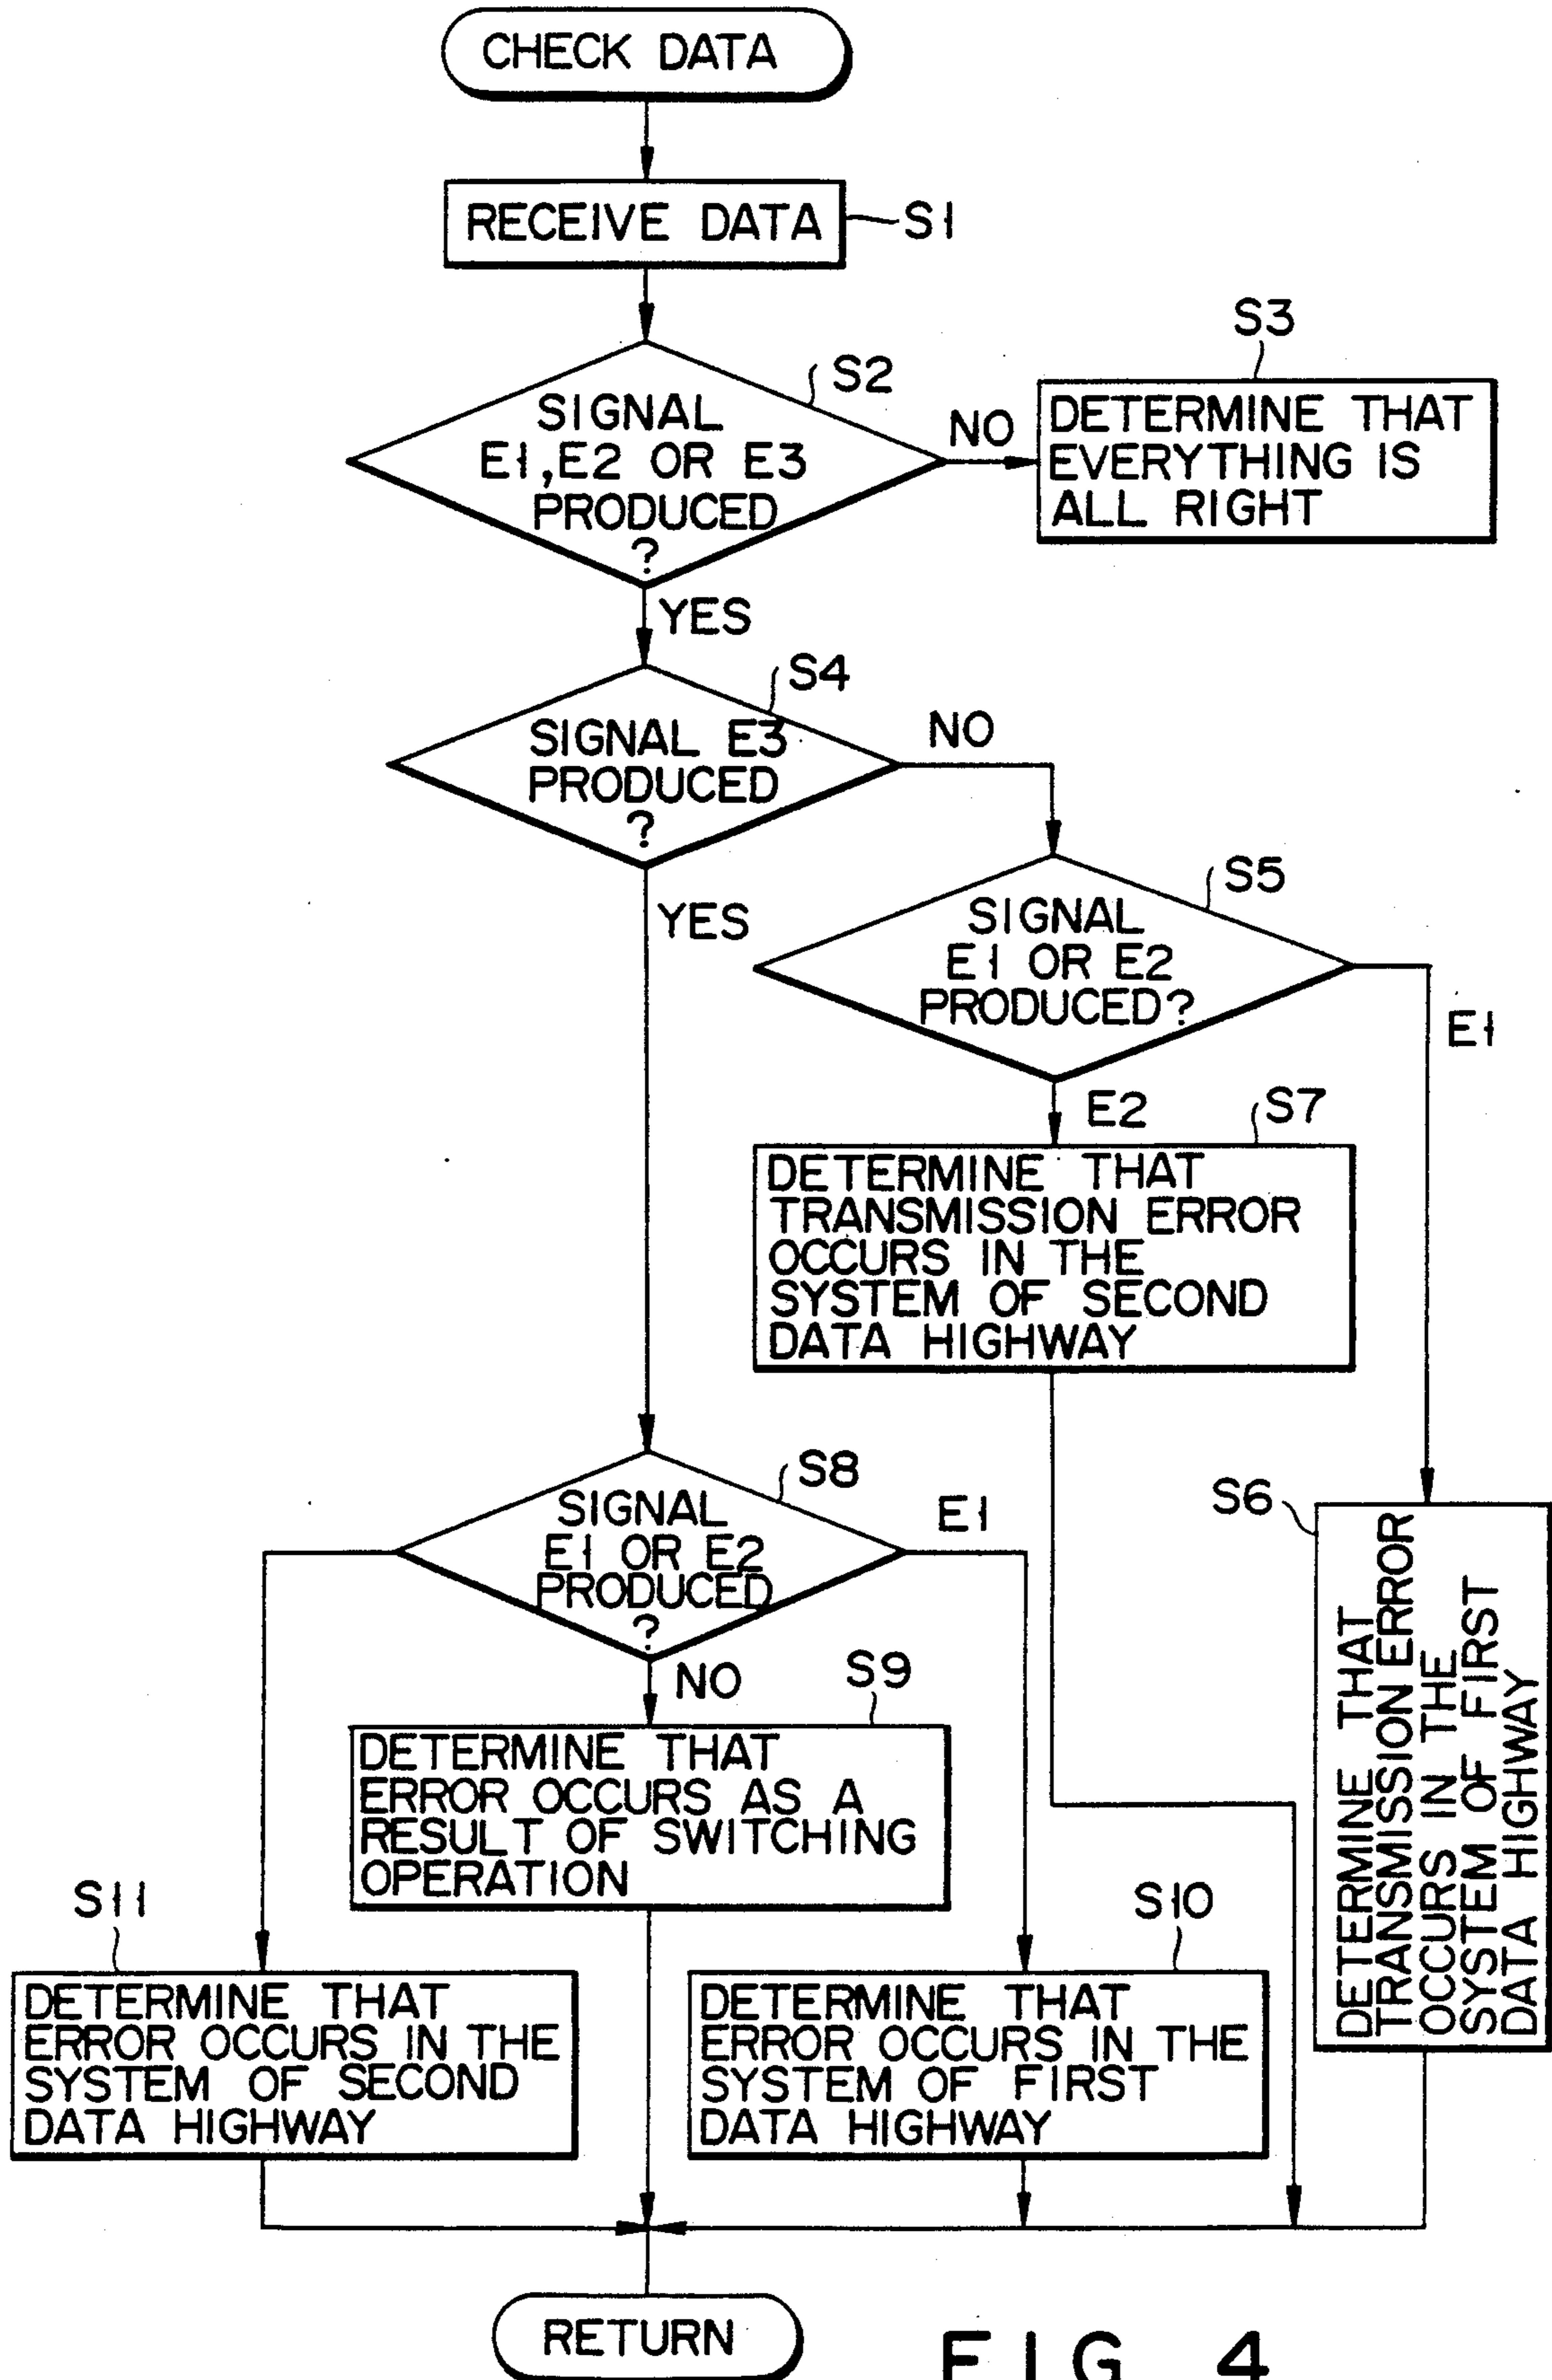 CHECK DATA
RECEIVE DATA
S1
S2
SIGNAL
E1,E2 OR E3
PRODUCED
?
NO
S3
DETERMINE THAT
EVERYTHING IS
ALL RIGHT
YES
S4
SIGNAL E3
PRODUCED
?
NO
YES
S5
SIGNAL
E1 OR E2
PRODUCED?
E1
E2
S7
DETERMINE THAT
TRANSMISSION ERROR
OCCURS IN THE
SYSTEM OF SECOND
DATA HIGHWAY
S6
DETERMINE THAT
TRANSMISSION ERROR
OCCURS IN THE
SYSTEM OF FIRST
DATA HIGHWAY
S8
SIGNAL
E1 OR E2
PRODUCED
?
E1
NO
S9
DETERMINE THAT
ERROR OCCURS AS A
RESULT OF SWITCHING
OPERATION
S11
DETERMINE THAT
ERROR OCCURS IN THE
SYSTEM OF SECOND
DATA HIGHWAY
S10
DETERMINE THAT
ERROR OCCURS IN THE
SYSTEM OF FIRST
DATA HIGHWAY
RETURN
FIG. 4